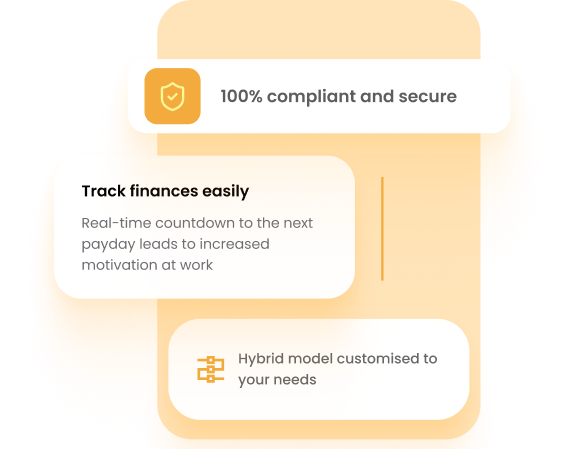 100% compliant and secure
Track finances easily
Real-time countdown to the next
payday leads to increased
motivation at work
Hybrid model customised to
your needs